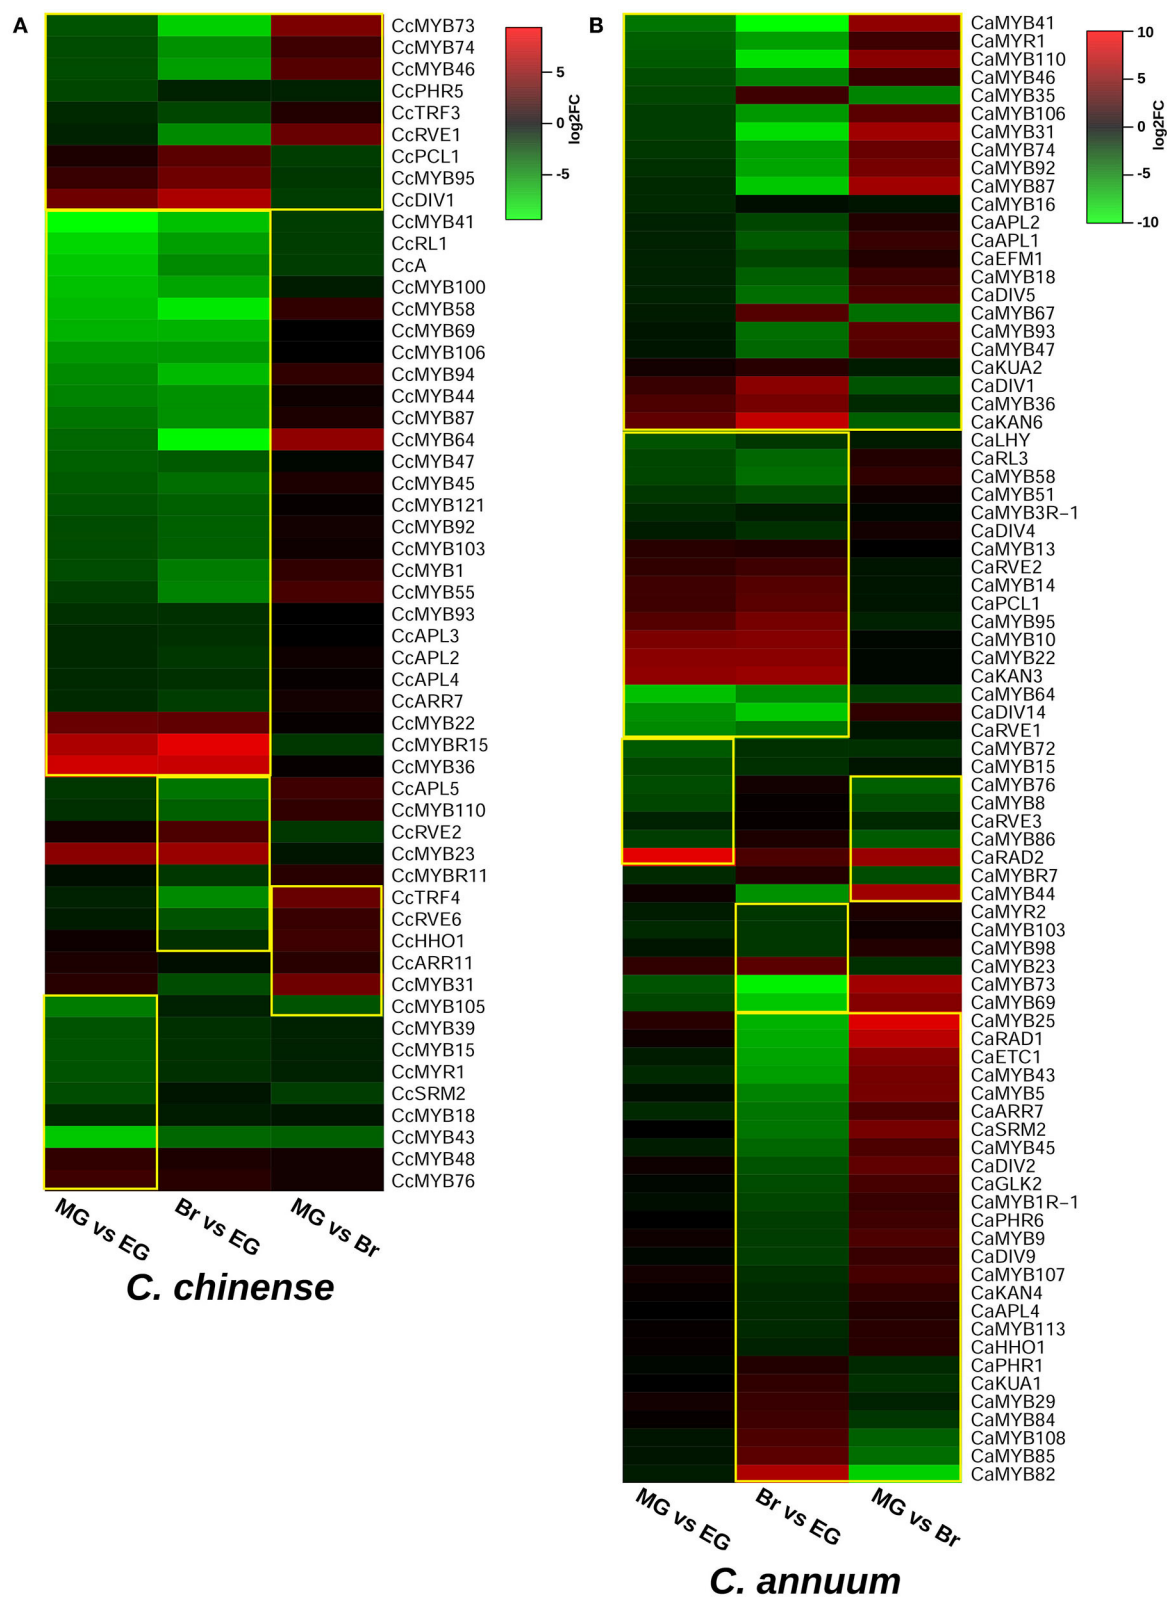 A
CcMYB73
CcMYB74
CcMYB46
CcPHR5
CcTRF3
CcRVE1
CcPCL1
CcMYB95
CcDIV1
CcMYB41
CcRL1
CcA
CcMYB100
CcMYB58
CcMYB69
CcMYB106
CcMYB94
CcMYB44
CcMYB87
CcMYB64
CcMYB47
CcMYB45
CcMYB121
CcMYB92
CcMYB103
CcMYB1
CcMYB55
CcMYB93
CcAPL3
CcAPL2
CcAPL4
CcARR7
CcMYB22
CcMYBR15
CcMYB36
CcAPL5
CcMYB110
CcRVE2
CcMYB23
CcMYBR11
CcTRF4
CcRVE6
CcHHO1
CcARR11
CcMYB31
CcMYB105
CcMYB39
CcMYB15
CcMYR1
CcSRM2
CcMYB18
CcMYB43
CcMYB48
CcMYB76
5
0
-5
log2FC
MG vs EG
Br vs EG
MG vs Br
C. chinense
B
CaMYB41
CaMYR1
CaMYB110
CaMYB46
CaMYB35
CaMYB106
CaMYB31
CaMYB74
CaMYB92
CaMYB87
CaMYB16
CaAPL2
CaAPL1
CaEFM1
CaMYB18
CaDIV5
CaMYB67
CaMYB93
CaMYB47
CaKUA2
CaDIV1
CaMYB36
CaKAN6
CaLHY
CaRL3
CaMYB58
CaMYB51
CaMYB3R−1
CaDIV4
CaMYB13
CaRVE2
CaMYB14
CaPCL1
CaMYB95
CaMYB10
CaMYB22
CaKAN3
CaMYB64
CaDIV14
CaRVE1
CaMYB72
CaMYB15
CaMYB76
CaMYB8
CaRVE3
CaMYB86
CaRAD2
CaMYBR7
CaMYB44
CaMYR2
CaMYB103
CaMYB98
CaMYB23
CaMYB73
CaMYB69
CaMYB25
CaRAD1
CaETC1
CaMYB43
CaMYB5
CaARR7
CaSRM2
CaMYB45
CaDIV2
CaGLK2
CaMYB1R−1
CaPHR6
CaMYB9
CaDIV9
CaMYB107
CaKAN4
CaAPL4
CaMYB113
CaHHO1
CaPHR1
CaKUA1
CaMYB29
CaMYB84
CaMYB108
CaMYB85
CaMYB82
10
5
0
-5
-10
log2FC
MG vs EG
Br vs EG
MG vs Br
C. annuum